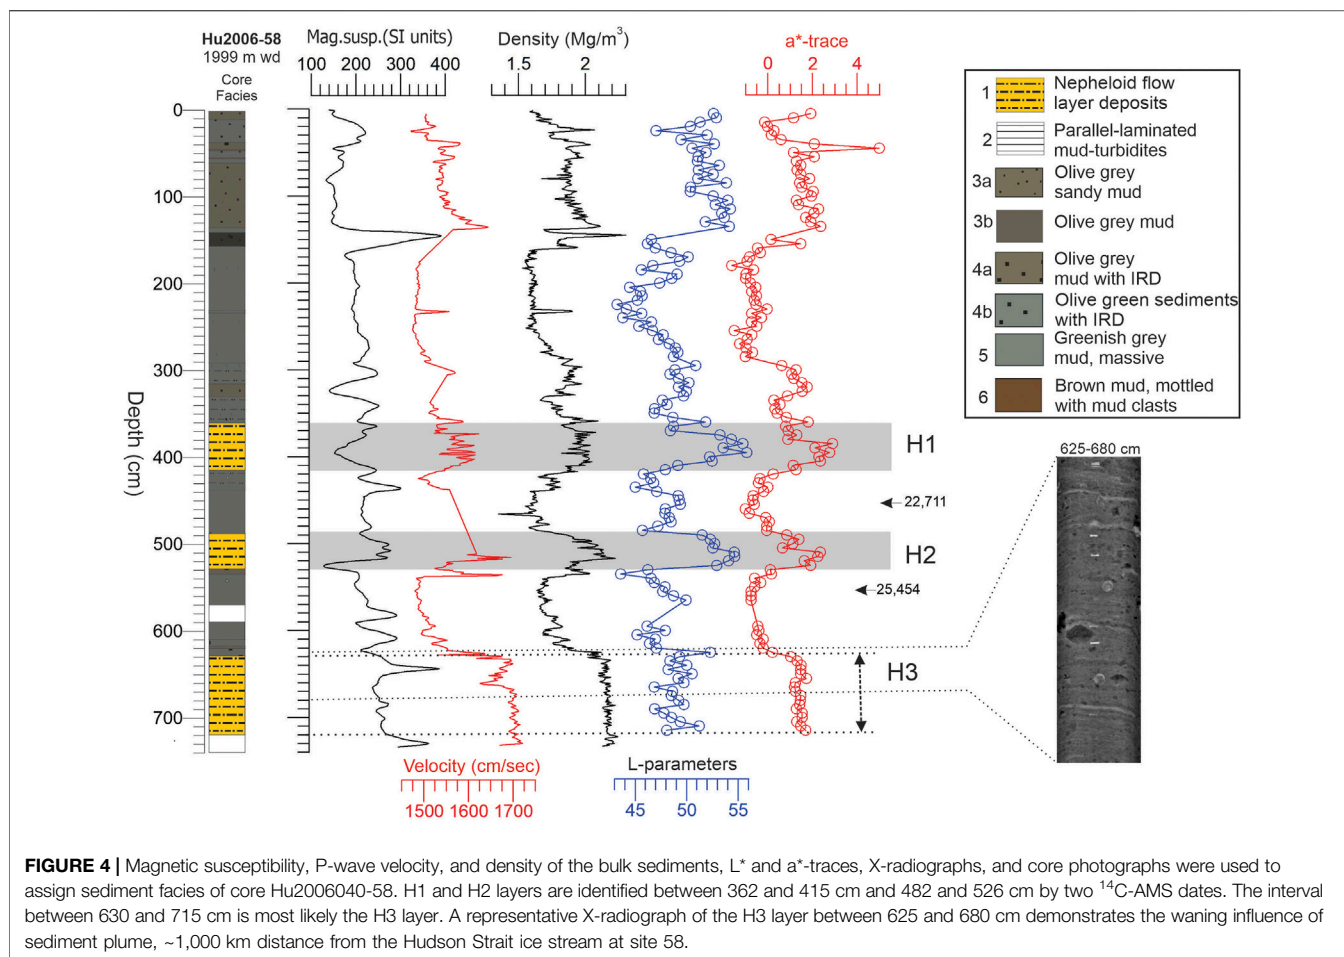 Hu2006-58
1999 m wd
Core
Facies
Mag.susp.(SI units)
100 200 300 400
Density (Mg/m³)
1.5 2
a*-trace
0 2 4
Depth (cm)
0
100
200
300
400
500
600
700
H1
22,711
H2
25,454
H3
Velocity (cm/sec)
1500 1600 1700
L-parameters
45 50 55
1 Nepheloid flow
layer deposits
2 Parallel-laminated
mud-turbidites
3a Olive grey
sandy mud
3b Olive grey mud
4a Olive grey
mud with IRD
4b Olive green sediments
with IRD
5 Greenish grey
mud, massive
6 Brown mud, mottled
with mud clasts
625-680 cm
FIGURE 4 | Magnetic susceptibility, P-wave velocity, and density of the bulk sediments, L* and a*-traces, X-radiographs, and core photographs were used to
assign sediment facies of core Hu2006040-58. H1 and H2 layers are identified between 362 and 415 cm and 482 and 526 cm by two ¹⁴C-AMS dates. The interval
between 630 and 715 cm is most likely the H3 layer. A representative X-radiograph of the H3 layer between 625 and 680 cm demonstrates the waning influence of
sediment plume, ~1,000 km distance from the Hudson Strait ice stream at site 58.